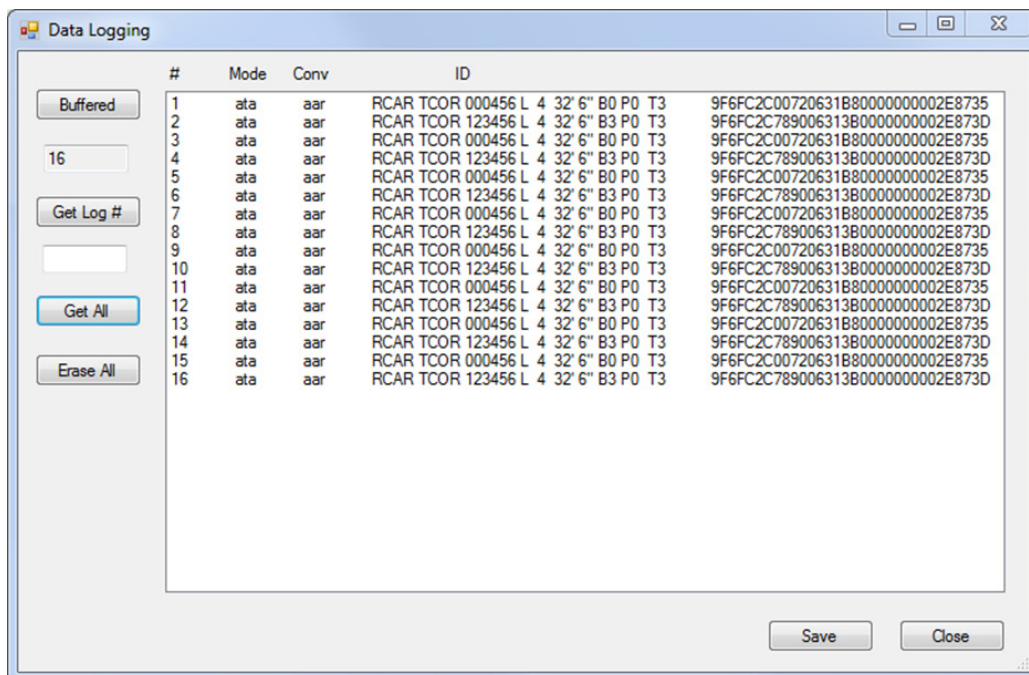 Data Logging
# Mode Conv ID
Buffered
16
Get Log #
Get All
Erase All
1 ata aar RCAR TCOR 000456 L 4 32' 6" B0 P0 T3 9F6FC2C00720631B80000000002E8735
2 ata aar RCAR TCOR 123456 L 4 32' 6" B3 P0 T3 9F6FC2C789006313B0000000002E873D
3 ata aar RCAR TCOR 000456 L 4 32' 6" B0 P0 T3 9F6FC2C00720631B80000000002E8735
4 ata aar RCAR TCOR 123456 L 4 32' 6" B3 P0 T3 9F6FC2C789006313B0000000002E873D
5 ata aar RCAR TCOR 000456 L 4 32' 6" B0 P0 T3 9F6FC2C00720631B80000000002E8735
6 ata aar RCAR TCOR 123456 L 4 32' 6" B3 P0 T3 9F6FC2C789006313B0000000002E873D
7 ata aar RCAR TCOR 000456 L 4 32' 6" B0 P0 T3 9F6FC2C00720631B80000000002E8735
8 ata aar RCAR TCOR 123456 L 4 32' 6" B3 P0 T3 9F6FC2C789006313B0000000002E873D
9 ata aar RCAR TCOR 000456 L 4 32' 6" B0 P0 T3 9F6FC2C00720631B80000000002E8735
10 ata aar RCAR TCOR 123456 L 4 32' 6" B3 P0 T3 9F6FC2C789006313B0000000002E873D
11 ata aar RCAR TCOR 000456 L 4 32' 6" B0 P0 T3 9F6FC2C00720631B80000000002E8735
12 ata aar RCAR TCOR 123456 L 4 32' 6" B3 P0 T3 9F6FC2C789006313B0000000002E873D
13 ata aar RCAR TCOR 000456 L 4 32' 6" B0 P0 T3 9F6FC2C00720631B80000000002E8735
14 ata aar RCAR TCOR 123456 L 4 32' 6" B3 P0 T3 9F6FC2C789006313B0000000002E873D
15 ata aar RCAR TCOR 000456 L 4 32' 6" B0 P0 T3 9F6FC2C00720631B80000000002E8735
16 ata aar RCAR TCOR 123456 L 4 32' 6" B3 P0 T3 9F6FC2C789006313B0000000002E873D
Save Close